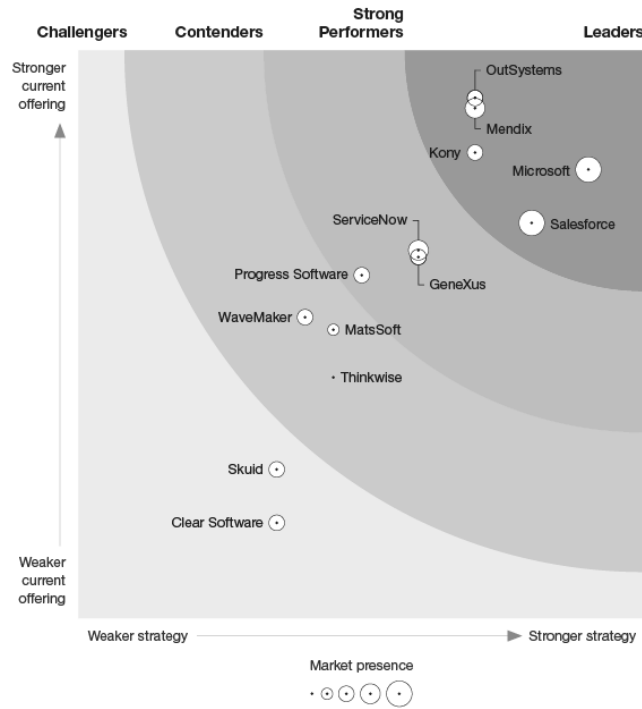 Challengers
Contenders
Strong
Performers
Leaders
Stronger
current
offering
OutSystems
Mendix
Kony
Microsoft
Salesforce
ServiceNow
GeneXus
Progress Software
WaveMaker
MatsSoft
Thinkwise
Skuid
Clear Software
Weaker
current
offering
Weaker strategy
Stronger strategy
Market presence